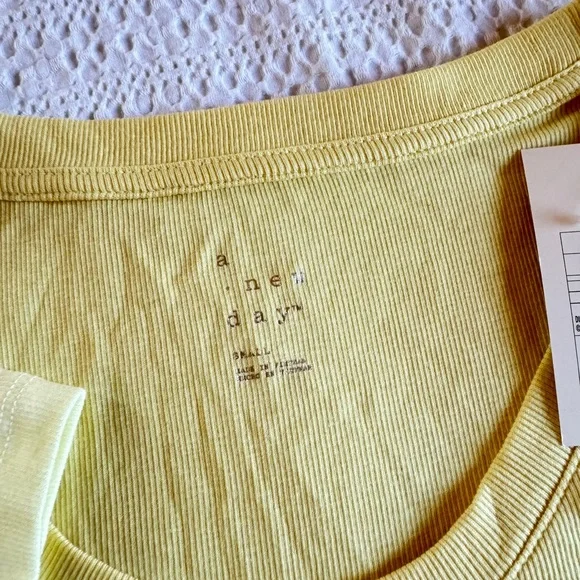 a
.new
day™
SMALL
MADE IN VIETNAM
HECHO EN VIETNAM